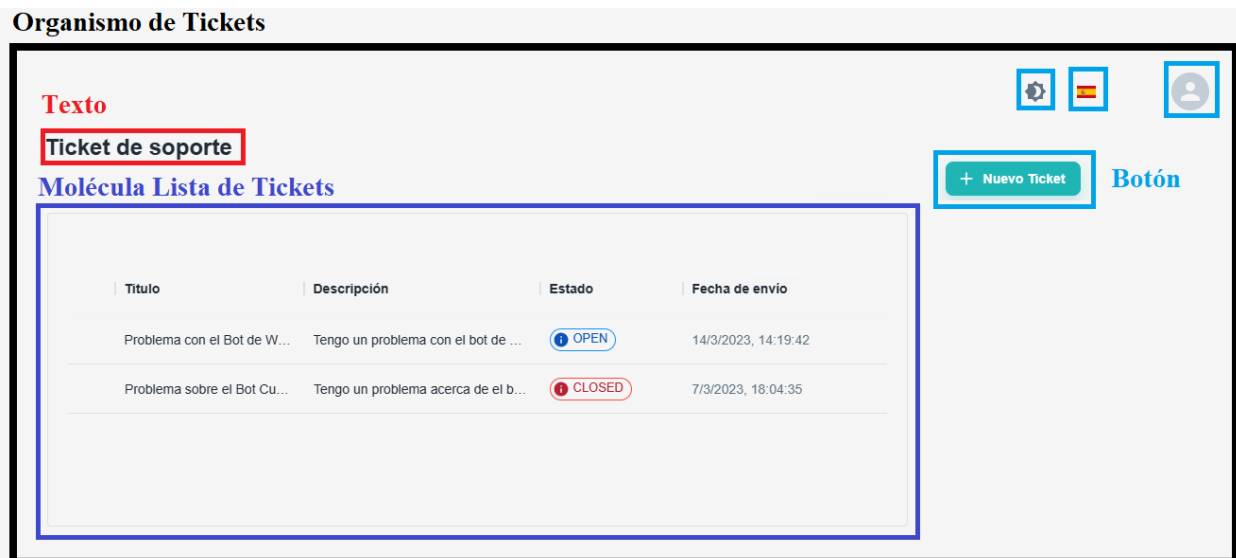 Organismo de Tickets
Texto
Ticket de soporte
Molécula Lista de Tickets
+ Nuevo Ticket
Botón
Titulo Descripción Estado Fecha de envío
Problema con el Bot de W... Tengo un problema con el bot de ... OPEN 14/3/2023, 14:19:42
Problema sobre el Bot Cu... Tengo un problema acerca de el b... CLOSED 7/3/2023, 18:04:35